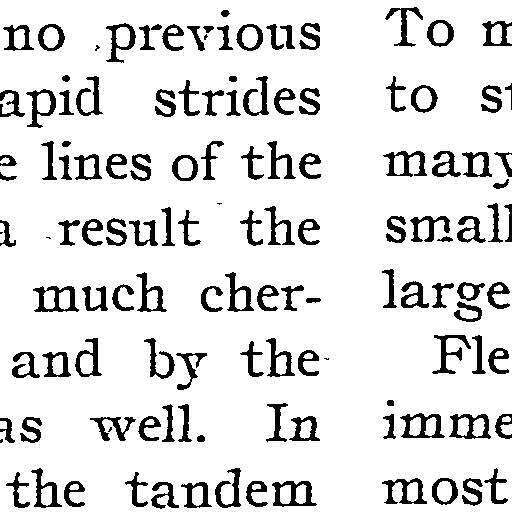 no previous
apid strides
e lines of the
a result the
much cher-
and by the
as well. In
the tandem
To m
to st
many
small
large
Fle
imme
most